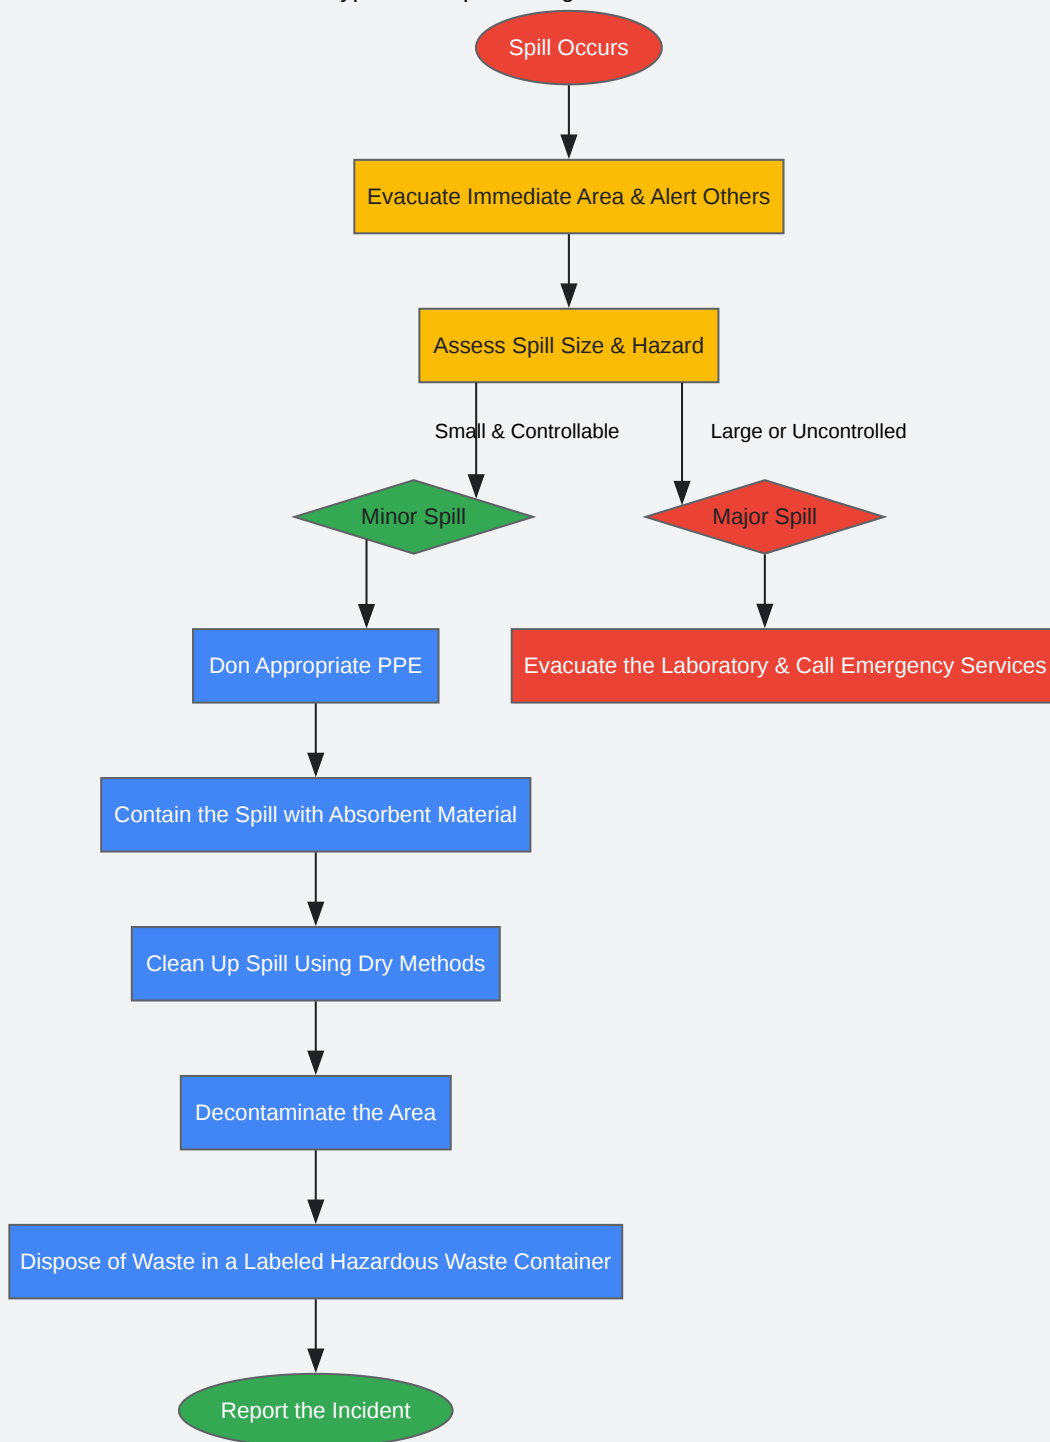 Spill Occurs
Evacuate Immediate Area & Alert Others
Assess Spill Size & Hazard
Small & Controllable
Large or Uncontrolled
Minor Spill
Major Spill
Don Appropriate PPE
Evacuate the Laboratory & Call Emergency Services
Contain the Spill with Absorbent Material
Clean Up Spill Using Dry Methods
Decontaminate the Area
Dispose of Waste in a Labeled Hazardous Waste Container
Report the Incident